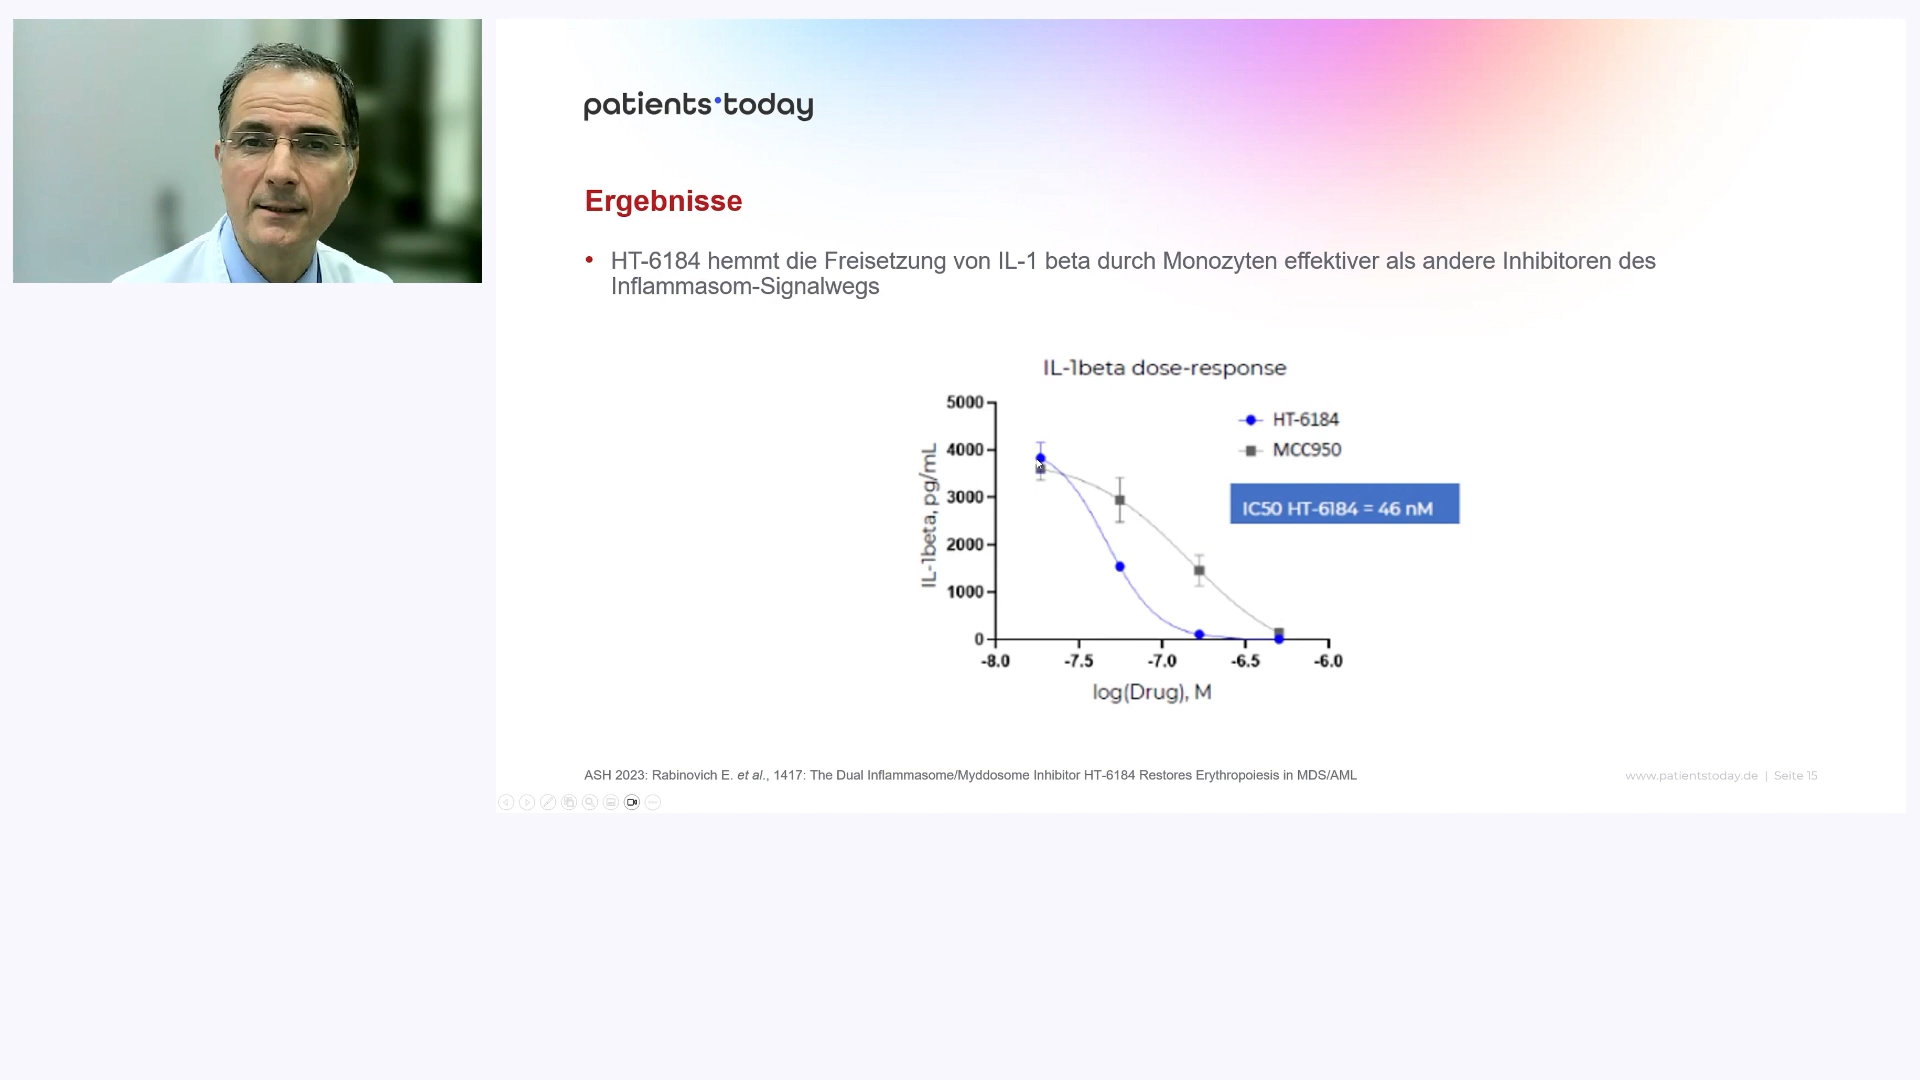 patients•today
Ergebnisse
• HT-6184 hemmt die Freisetzung von IL-1 beta durch Monozyten effektiver als andere Inhibitoren des
Inflammasom-Signalwegs
IL-1beta dose-response
5000
4000
3000
2000
1000
0
IL-1beta, pg/mL
HT-6184
MCC950
IC50 HT-6184 = 46 nM
-8.0 -7.5 -7.0 -6.5 -6.0
log(Drug), M
ASH 2023: Rabinovich E. et al., 1417: The Dual Inflammasome/Myddosome Inhibitor HT-6184 Restores Erythropoiesis in MDS/AML
www.patientstoday.de | Seite 15